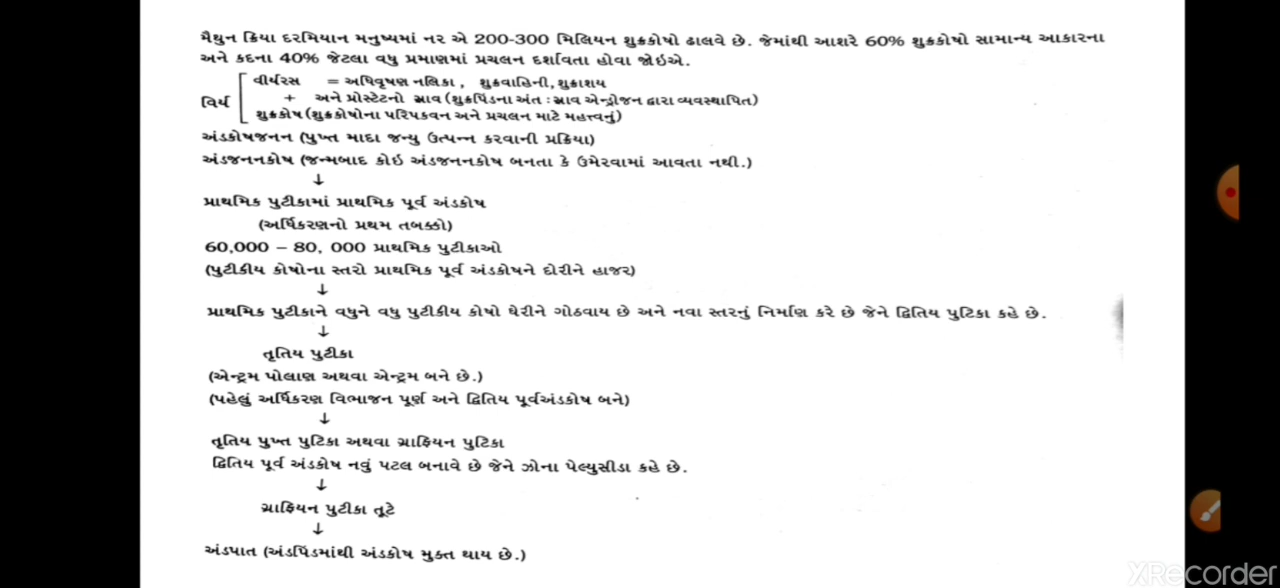 મૈથુન ક્રિયા દરમિયાન મનુષ્યમાં નર એ 200-300 મિલિયન શુક્રકોષો ઢાલવે છે. જેમાંથી આશરે 60% શુક્રકોષો સામાન્ય આકારના
અને કદના 40% જેટલા વધુ પ્રમાણમાં પ્રચલન દર્શાવતા હોવા જોઇએ.
વીર્યરસ = અધિવૃષણ નલિકા , શુક્રવાહિની, શુક્રાશય
વિર્ય + અને પ્રોસ્ટેટનો સ્ત્રાવ (શુક્રપિંડના અંત : સ્ત્રાવ એન્ડ્રોજન દ્વારા વ્યવસ્થાપિત)
શુક્રકોષ (શુક્રકોષોના પરિપકવન અને પ્રચલન માટે મહત્ત્વનું)
અંડકોષજનન (પુખ્ત માદા જન્યુ ઉત્પન્ન કરવાની પ્રક્રિયા)
અંડજનનકોષ (જન્મબાદ કોઇ અંડજનનકોષ બનતા કે ઉમેરવામાં આવતા નથી.)
↓
પ્રાથમિક પુટીકામાં પ્રાથમિક પૂર્વ અંડકોષ
(અર્ધિકરણનો પ્રથમ તબક્કો)
60,000 – 80, 000 પ્રાથમિક પુટીકાઓ
(પુટીકીય કોષોના સ્તરો પ્રાથમિક પૂર્વ અંડકોષને દોરીને હાજર)
↓
પ્રાથમિક પુટીકાને વધુને વધુ પુટીકીય કોષો ઘેરીને ગોઠવાય છે અને નવા સ્તરનું નિર્માણ કરે છે જેને દ્વિતિય પુટિકા કહે છે.
↓
તૃતિય પુટીકા
(એન્ટ્રમ પોલાણ અથવા એન્ટ્રમ બને છે.)
(પહેલું અર્ધિકરણ વિભાજન પૂર્ણ અને દ્વિતિય પૂર્વઅંડકોષ બને)
↓
તૃતિય પુખ્ત પુટિકા અથવા ગ્રાફિયન પુટિકા
દ્વિતિય પૂર્વ અંડકોષ નવું પટલ બનાવે છે જેને ઝોના પેલ્યુસીડા કહે છે.
↓
ગ્રાફિયન પુટીકા તૂટે
↓
અંડપાત (અંડપિંડમાંથી અંડકોષ મુક્ત થાય છે.)
XRecorder